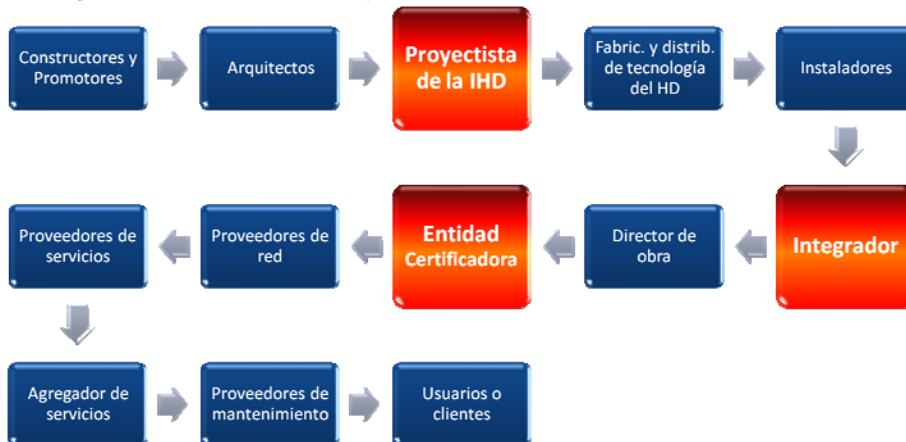 Constructores y
Promotores
Arquitectos
Proyectista
de la IHD
Fabric. y distrib.
de tecnología
del HD
Instaladores
Integrador
Director de
obra
Entidad
Certificadora
Proveedores de
red
Proveedores de
servicios
Agregador de
servicios
Proveedores de
mantenimiento
Usuarios o
clientes